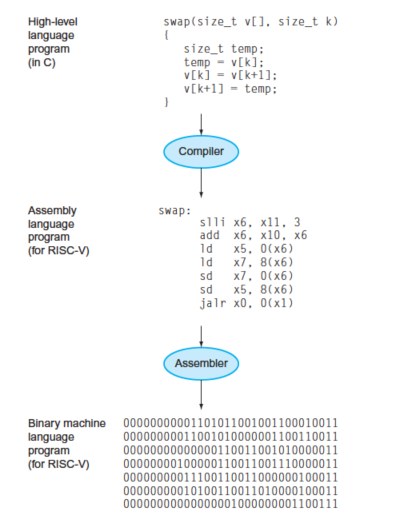 High-level
language
program
(in C)
swap(size_t v[], size_t k)
{
size_t temp;
temp = v[k];
v[k] = v[k+1];
v[k+1] = temp;
}
Compiler
Assembly
language
program
(for RISC-V)
swap:
slli x6, x11, 3
add x6, x10, x6
ld x5, 0(x6)
ld x7, 8(x6)
sd x7, 0(x6)
sd x5, 8(x6)
jalr x0, 0(x1)
Assembler
Binary machine
language
program
(for RISC-V)
00000000001101011001001100010011
00000000011001010000001100110011
00000000000000110011001010000011
00000000100000110011001110000011
00000000011100110011000000100011
00000000010100110011010000100011
00000000000000001000000001100111